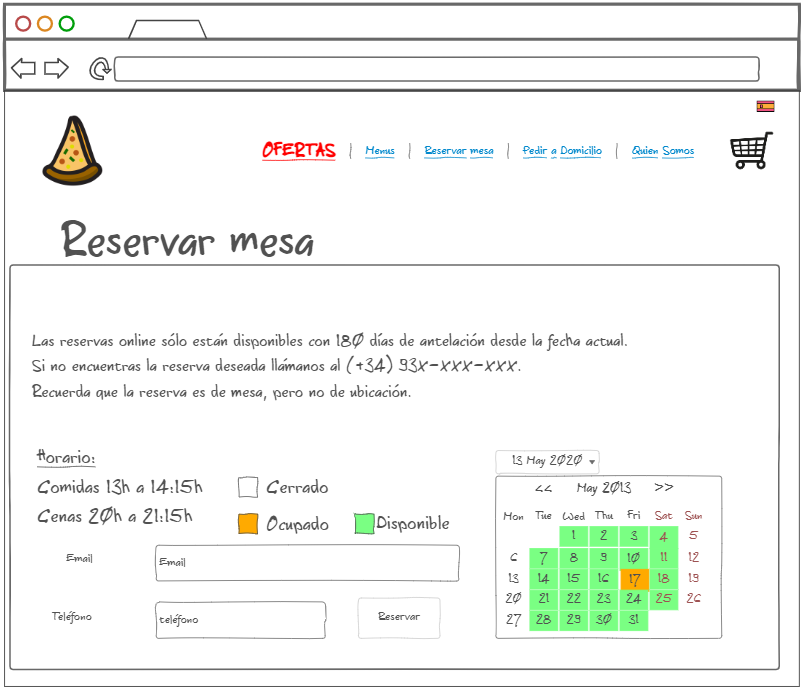 OFERTAS | Menus | Reservar mesa | Pedir a Domicilio | Quien Somos
Reservar mesa
Las reservas online sólo están disponibles con 180 días de antelación desde la fecha actual.
Si no encuentras la reserva deseada llámanos al (+34) 93x-xxx-xxx.
Recuerda que la reserva es de mesa, pero no de ubicación.
Horario:
Comidas 13h a 14:15h
Cenas 20h a 21:15h
Cerrado
Ocupado
Disponible
Email
Email
Teléfono
teléfono
Reservar
13 May 2020
<< May 2013 >>
Mon Tue Wed Thu Fri Sat Sun
1 2 3 4 5
6 7 8 9 10 11 12
13 14 15 16 17 18 19
20 21 22 23 24 25 26
27 28 29 30 31